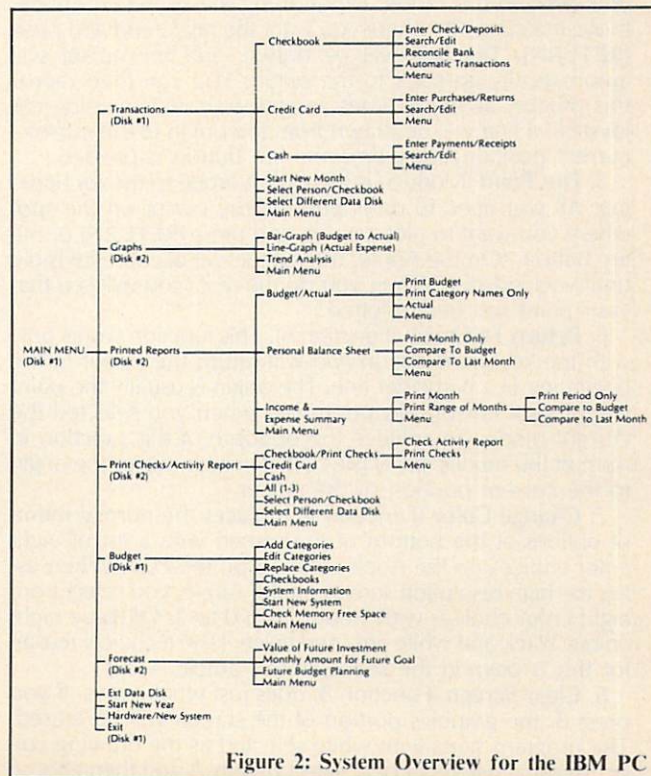 Checkbook
Enter Check/Deposits
Search/Edit
Reconcile Bank
Automatic Transactions
Menu
Transactions
(Disk #1)
Credit Card
Enter Purchases/Returns
Search/Edit
Menu
Cash
Enter Payments/Receipts
Search/Edit
Menu
Start New Month
Select Person/Checkbook
Select Different Data Disk
Main Menu
Graphs
(Disk #2)
Bar-Graph (Budget to Actual)
Line-Graph (Actual Expense)
Trend Analysis
Main Menu
MAIN MENU
(Disk #1)
Printed Reports
(Disk #2)
Budget/Actual
Print Budget
Print Category Names Only
Actual
Menu
Personal Balance Sheet
Print Month Only
Compare To Budget
Compare To Last Month
Menu
Income &
Expense Summary
Main Menu
Print Month
Print Range of Months
Menu
Print Period Only
Compare to Budget
Compare to Last Month
Print Checks/Activity Report
(Disk #2)
Checkbook/Print Checks
Credit Card
Cash
All (1-3)
Select Person/Checkbook
Select Different Data Disk
Main Menu
Check Activity Report
Print Checks
Menu
Budget
(Disk #1)
Add Categories
Edit Categories
Replace Categories
Checkbooks
System Information
Start New System
Check Memory Free Space
Main Menu
Forecast
(Disk #2)
Value of Future Investment
Monthly Amount for Future Goal
Future Budget Planning
Main Menu
Ext Data Disk
Start New Year
Hardware/New System
Exit
(Disk #1)
Figure 2: System Overview for the IBM PC